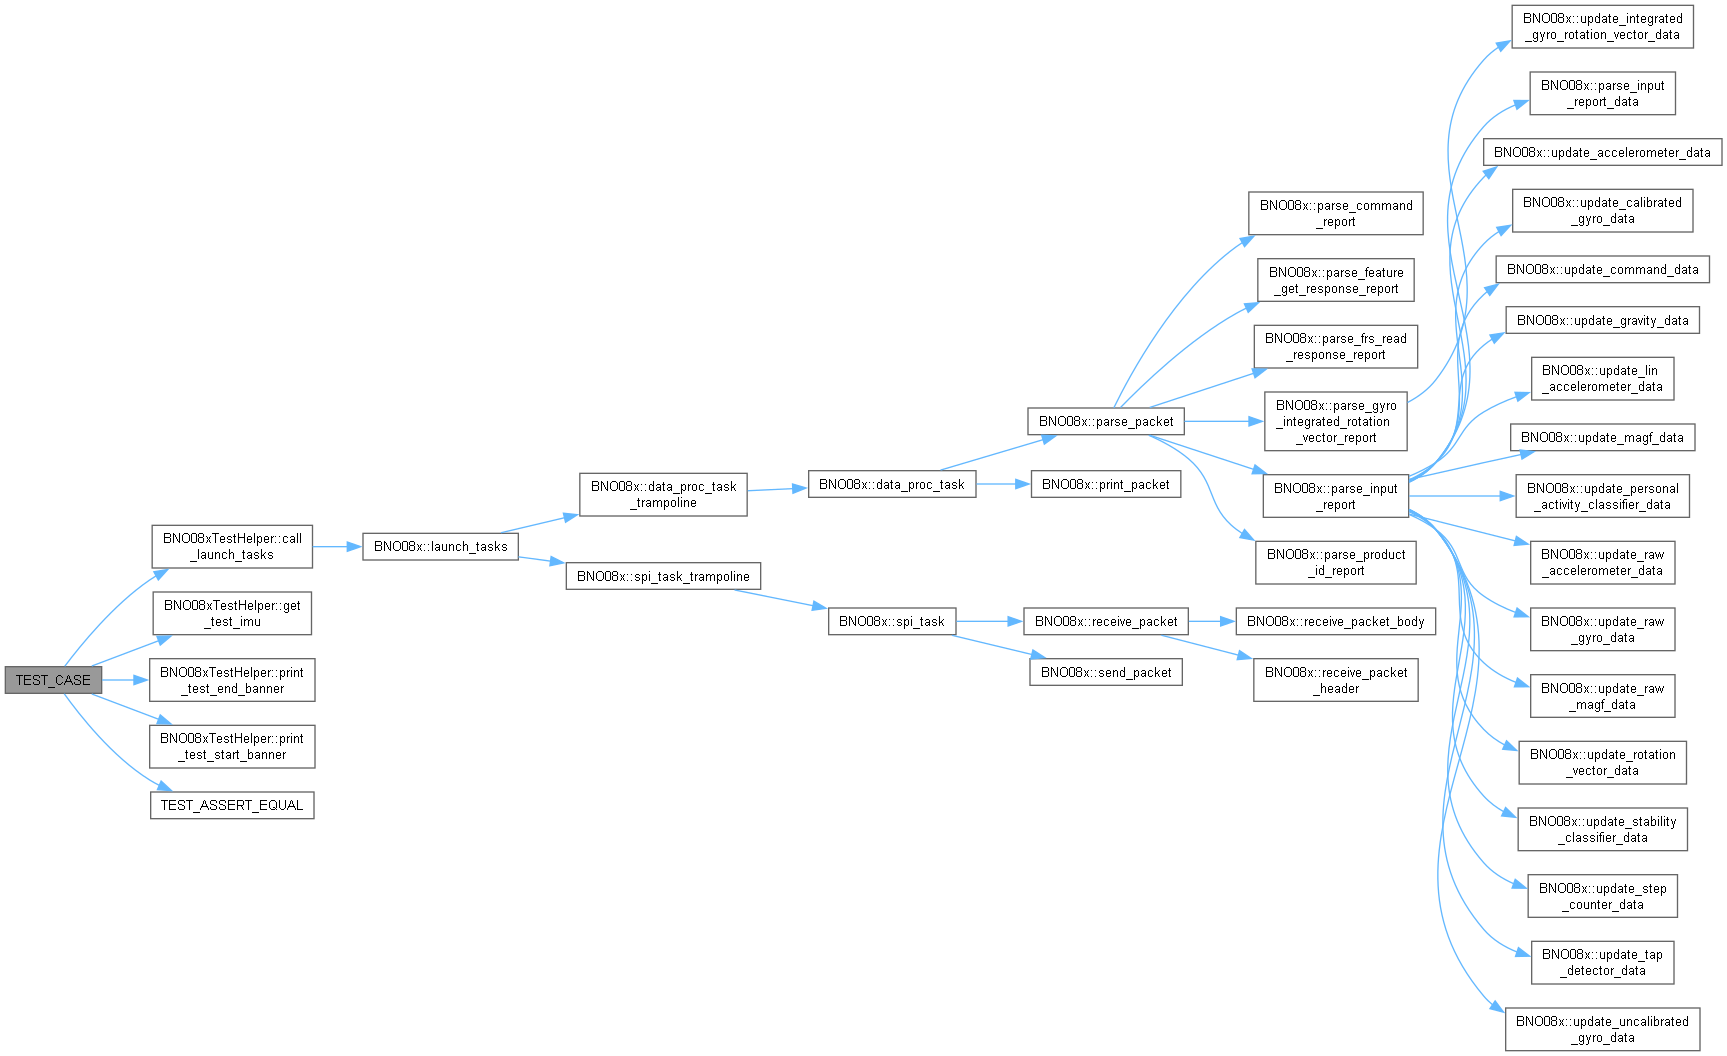 TEST_CASE
BNO08xTestHelper::call
_launch_tasks
BNO08xTestHelper::get
_test_imu
BNO08xTestHelper::print
_test_end_banner
BNO08xTestHelper::print
_test_start_banner
TEST_ASSERT_EQUAL
BNO08x::launch_tasks
BNO08x::data_proc_task
_trampoline
BNO08x::spi_task_trampoline
BNO08x::data_proc_task
BNO08x::spi_task
BNO08x::parse_packet
BNO08x::print_packet
BNO08x::receive_packet
BNO08x::send_packet
BNO08x::parse_command
_report
BNO08x::parse_feature
_get_response_report
BNO08x::parse_frs_read
_response_report
BNO08x::parse_gyro
_integrated_rotation
_vector_report
BNO08x::parse_input
_report
BNO08x::parse_product
_id_report
BNO08x::receive_packet_body
BNO08x::receive_packet
_header
BNO08x::update_integrated
_gyro_rotation_vector_data
BNO08x::parse_input
_report_data
BNO08x::update_accelerometer_data
BNO08x::update_calibrated
_gyro_data
BNO08x::update_command_data
BNO08x::update_gravity_data
BNO08x::update_lin
_accelerometer_data
BNO08x::update_magf_data
BNO08x::update_personal
_activity_classifier_data
BNO08x::update_raw
_accelerometer_data
BNO08x::update_raw
_gyro_data
BNO08x::update_raw
_magf_data
BNO08x::update_rotation
_vector_data
BNO08x::update_stability
_classifier_data
BNO08x::update_step
_counter_data
BNO08x::update_tap
_detector_data
BNO08x::update_uncalibrated
_gyro_data